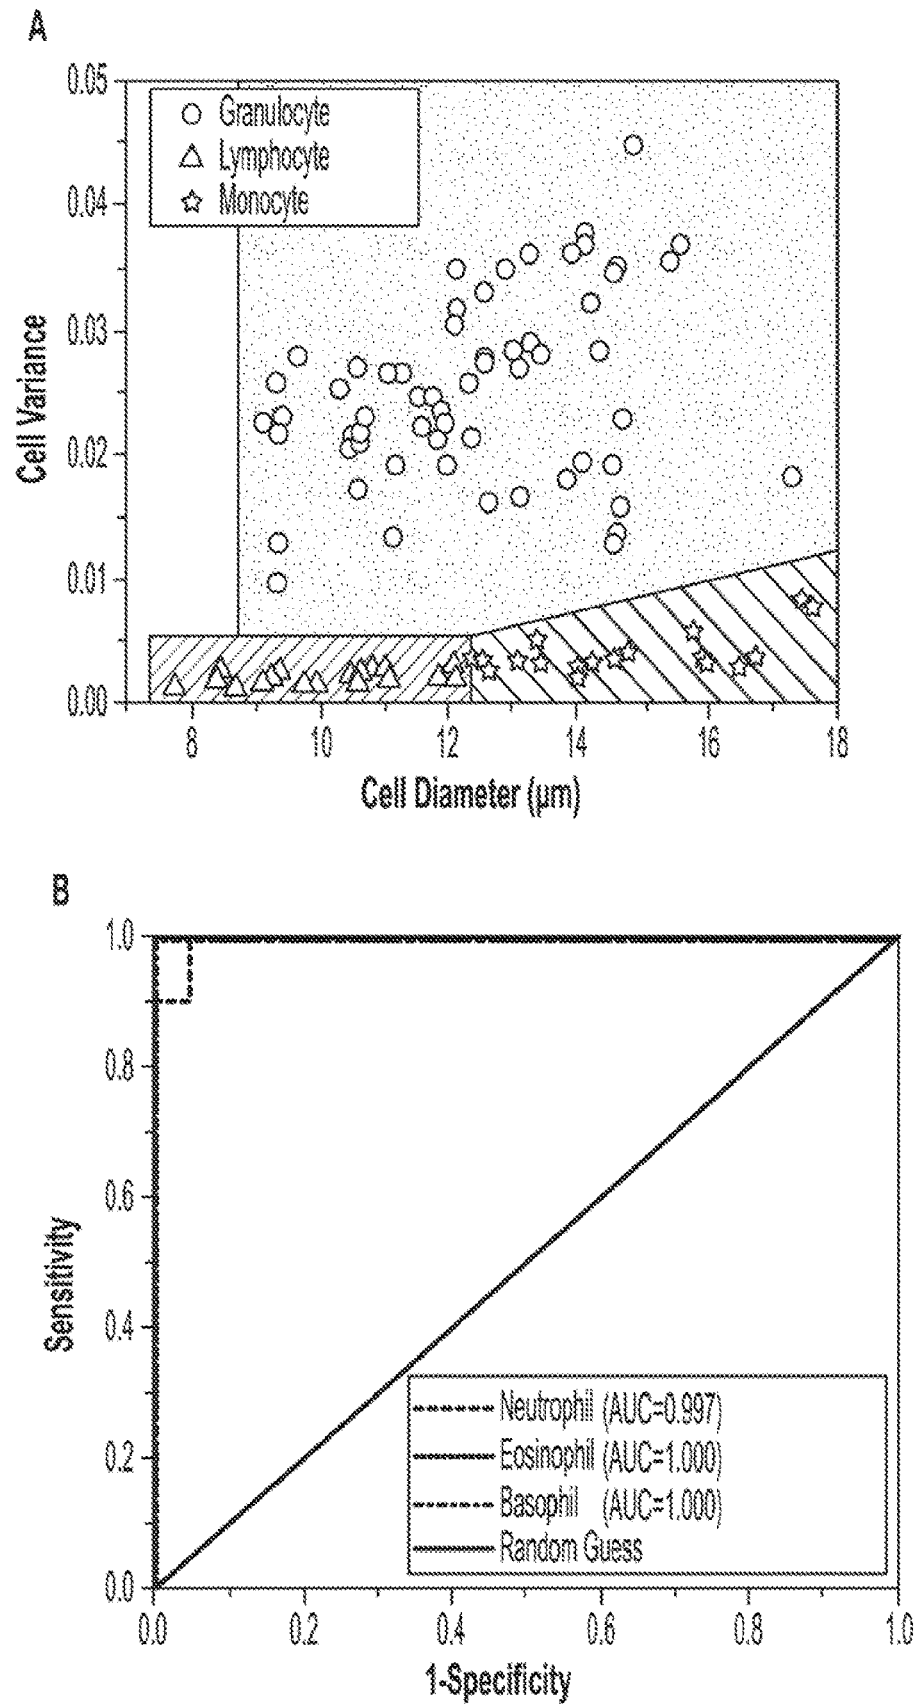 A
0.05
0.04
0.03
0.02
0.01
0.00
Cell Variance
Granulocyte
Lymphocyte
Monocyte
8 10 12 14 16 18
Cell Diameter (µm)
B
1.0
0.8
0.6
0.4
0.2
0.0
Sensitivity
Neutrophil (AUC=0.997)
Eosinophil (AUC=1.000)
Basophil (AUC=1.000)
Random Guess
0.0 0.2 0.4 0.6 0.8 1.0
1-Specificity